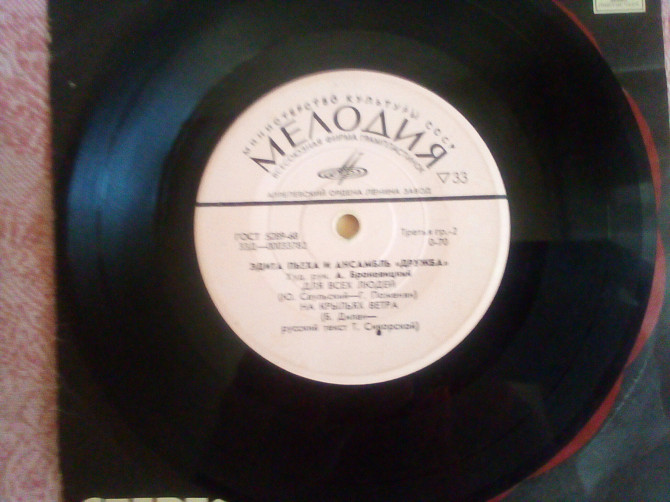 МИНИСТЕРСТВО КУЛЬТУРЫ СССР
МЕЛОДИЯ
ВСЕСОЮЗНАЯ ФИРМА ГРАМПЛАСТИНОК
▽33
АПРЕЛЕВСКИЙ ОРДЕНА ЛЕНИНА ЗАВОД
ГОСТ 5289-68 Третья гр.-2
33Д—00033783 0-70
ЭДИТА ПЬЕХА И АНСАМБЛЬ «ДРУЖБА»
Худ. рук. А. Броневицкий
ДЛЯ ВСЕХ ЛЮДЕЙ
(Ю. Саульский—Г. Поженян)
НА КРЫЛЬЯХ ВЕТРА
(Б. Дилан—
русский текст Т. Сикорской)